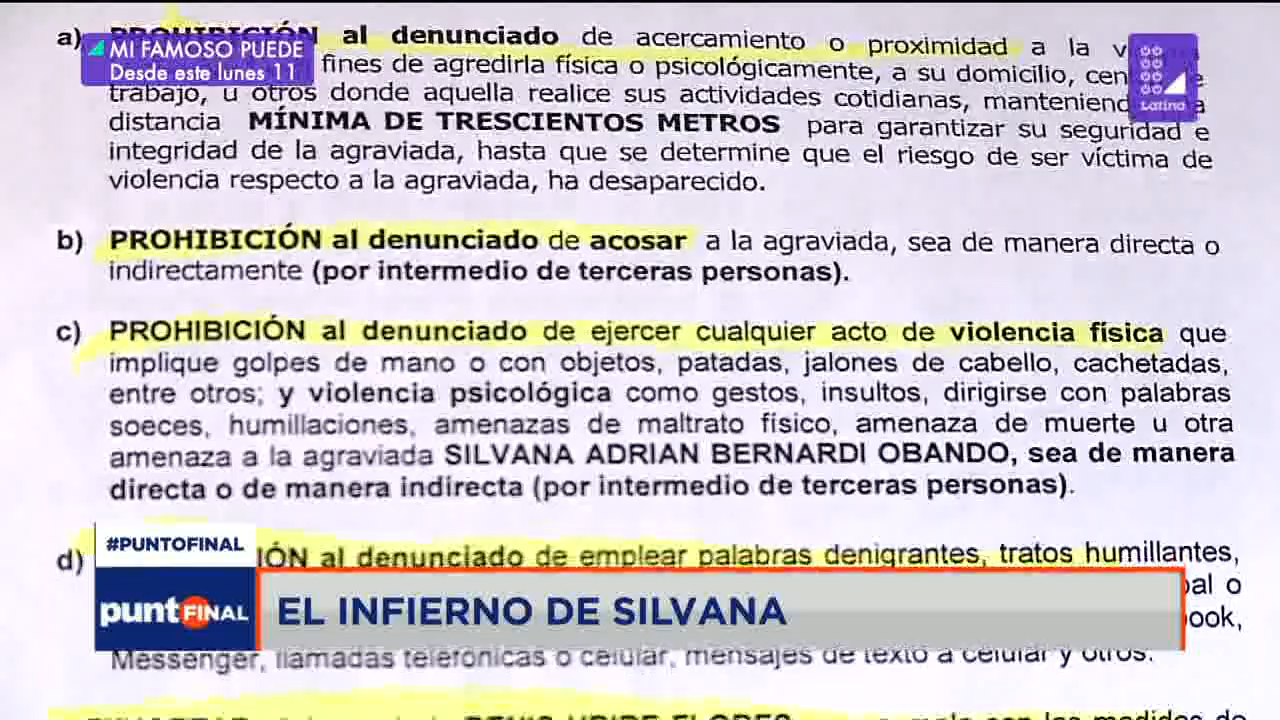 a) PROHIBICIÓN al denunciado de acercamiento o proximidad a la
MI FAMOSO PUEDE
Desde este lunes 11
fines de agredirla física o psicológicamente, a su domicilio,
trabajo, u otros donde aquella realice sus actividades cotidianas,
Latina
distancia MÍNIMA DE TRESCIENTOS METROS para garantizar su seguridad e
integridad de la agraviada, hasta que se determine que el riesgo de ser víctima de
violencia respecto a la agraviada, ha desaparecido.
b) PROHIBICIÓN al denunciado de acosar a la agraviada, sea de manera directa o
indirectamente (por intermedio de terceras personas).
c) PROHIBICIÓN al denunciado de ejercer cualquier acto de violencia física que
implique golpes de mano o con objetos, patadas, jalones de cabello, cachetadas,
entre otros; y violencia psicológica como gestos, insultos, dirigirse con palabras
soeces, humillaciones, amenazas de maltrato físico, amenaza de muerte u otra
amenaza a la agraviada SILVANA ADRIAN BERNARDI OBANDO, sea de manera
directa o de manera indirecta (por intermedio de terceras personas).
d) al denunciado de emplear palabras denigrantes, tratos humillantes,
#PUNTOFINAL
punto FINAL
EL INFIERNO DE SILVANA
Messenger, llamadas telefónicas o celular, mensajes de texto a celular y otros.